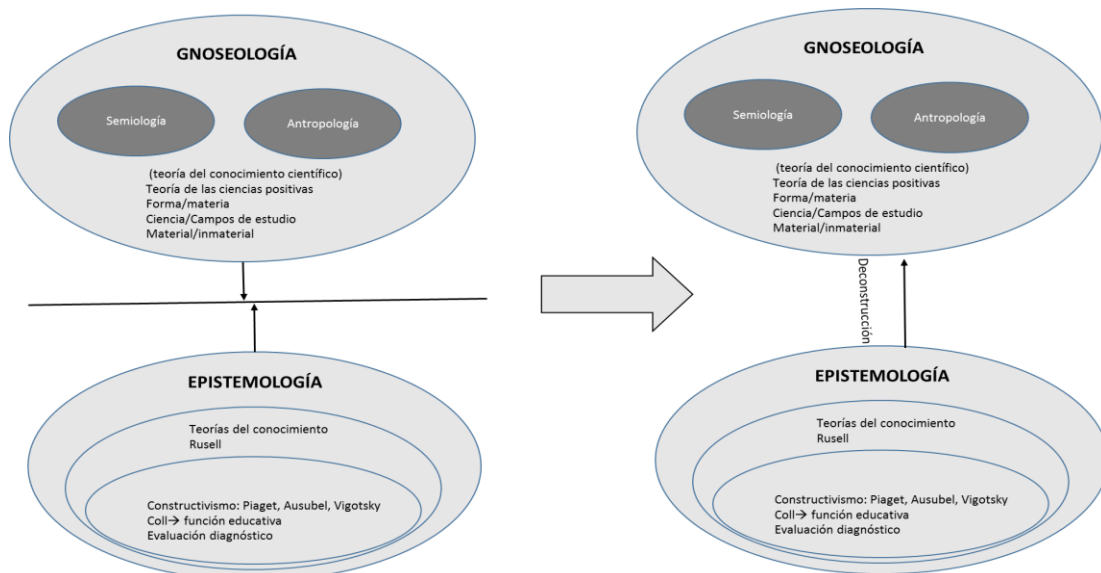 GNOSEOLOGÍA
Semiología
Antropología
(teoría del conocimiento científico)
Teoría de las ciencias positivas
Forma/materia
Ciencia/Campos de estudio
Material/inmaterial
EPISTEMOLOGÍA
Teorías del conocimiento
Rusell
Constructivismo: Piaget, Ausubel, Vigotsky
Coll→ función educativa
Evaluación diagnóstico
GNOSEOLOGÍA
Semiología
Antropología
(teoría del conocimiento científico)
Teoría de las ciencias positivas
Forma/materia
Ciencia/Campos de estudio
Material/inmaterial
Deconstrucción
EPISTEMOLOGÍA
Teorías del conocimiento
Rusell
Constructivismo: Piaget, Ausubel, Vigotsky
Coll→ función educativa
Evaluación diagnóstico